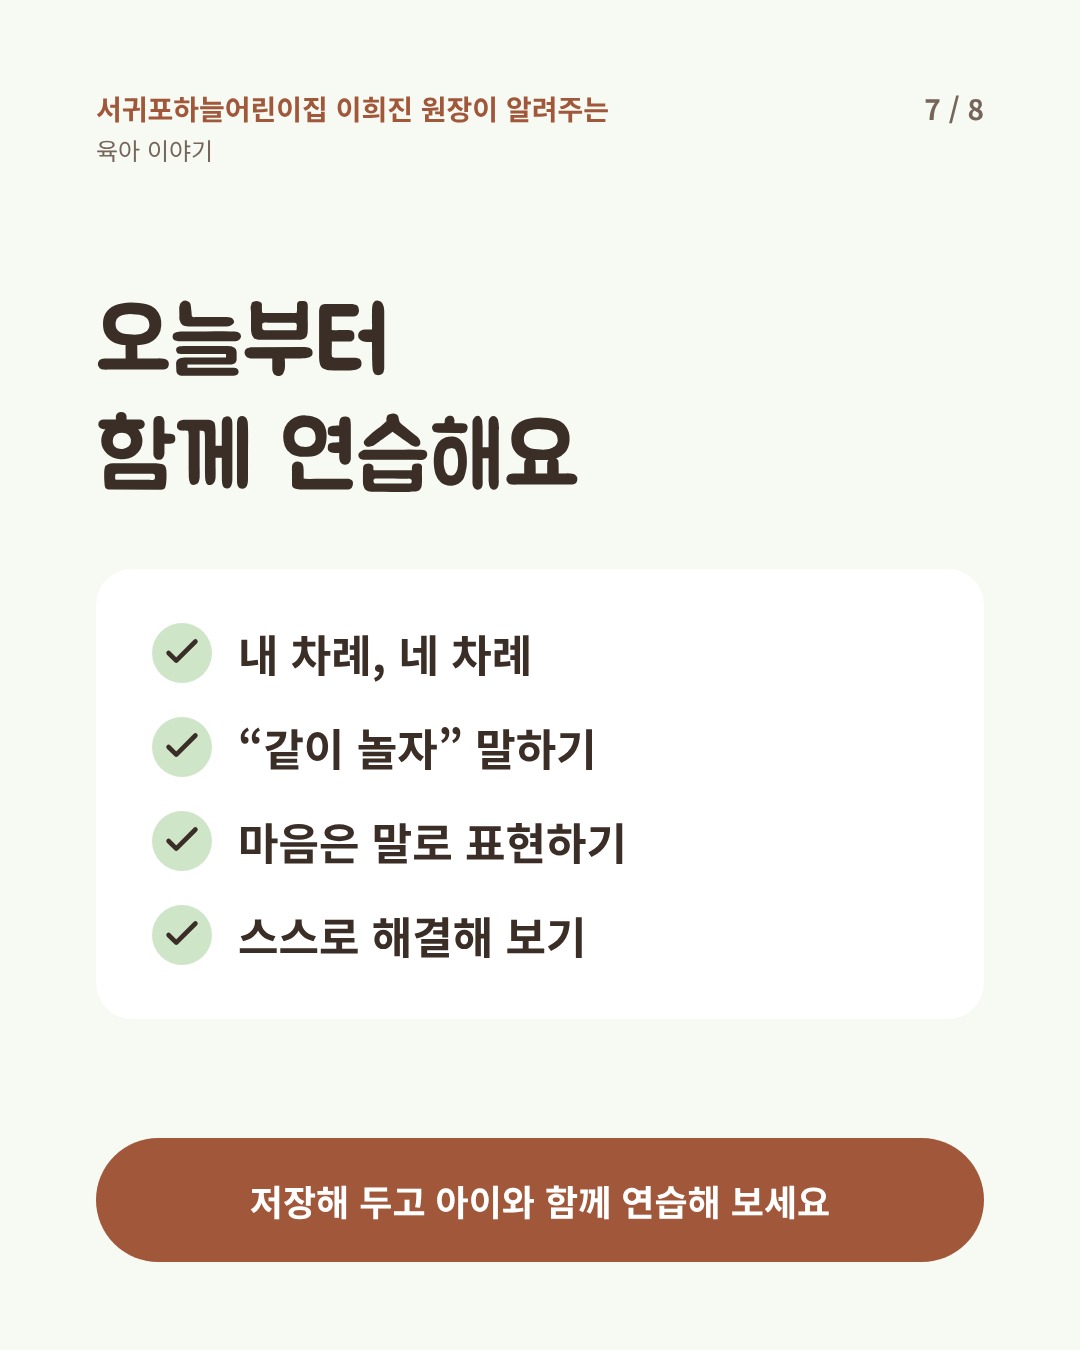 서귀포하늘어린이집 이희진 원장이 알려주는
7 / 8
육아 이야기
오늘부터
함께 연습해요
내 차례, 네 차례
“같이 놀자” 말하기
마음은 말로 표현하기
스스로 해결해 보기
저장해 두고 아이와 함께 연습해 보세요